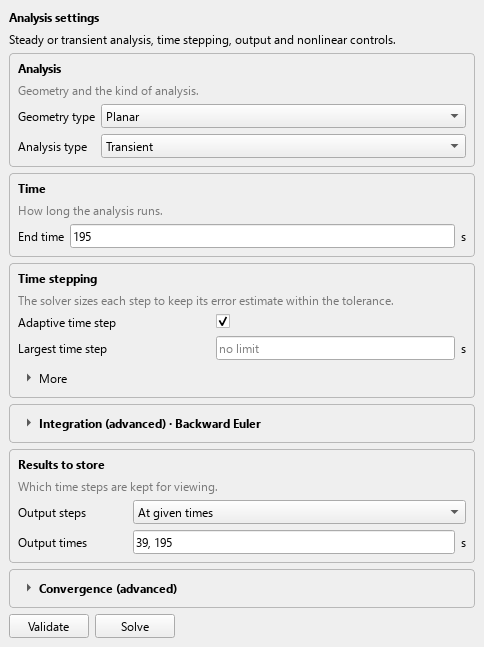 Analysis settings
Steady or transient analysis, time stepping, output and nonlinear controls.
Analysis
Geometry and the kind of analysis.
Geometry type Planar
Analysis type Transient
Time
How long the analysis runs.
End time 195 s
Time stepping
The solver sizes each step to keep its error estimate within the tolerance.
Adaptive time step
Largest time step no limit s
More
Integration (advanced) · Backward Euler
Results to store
Which time steps are kept for viewing.
Output steps At given times
Output times 39, 195 s
Convergence (advanced)
Validate Solve